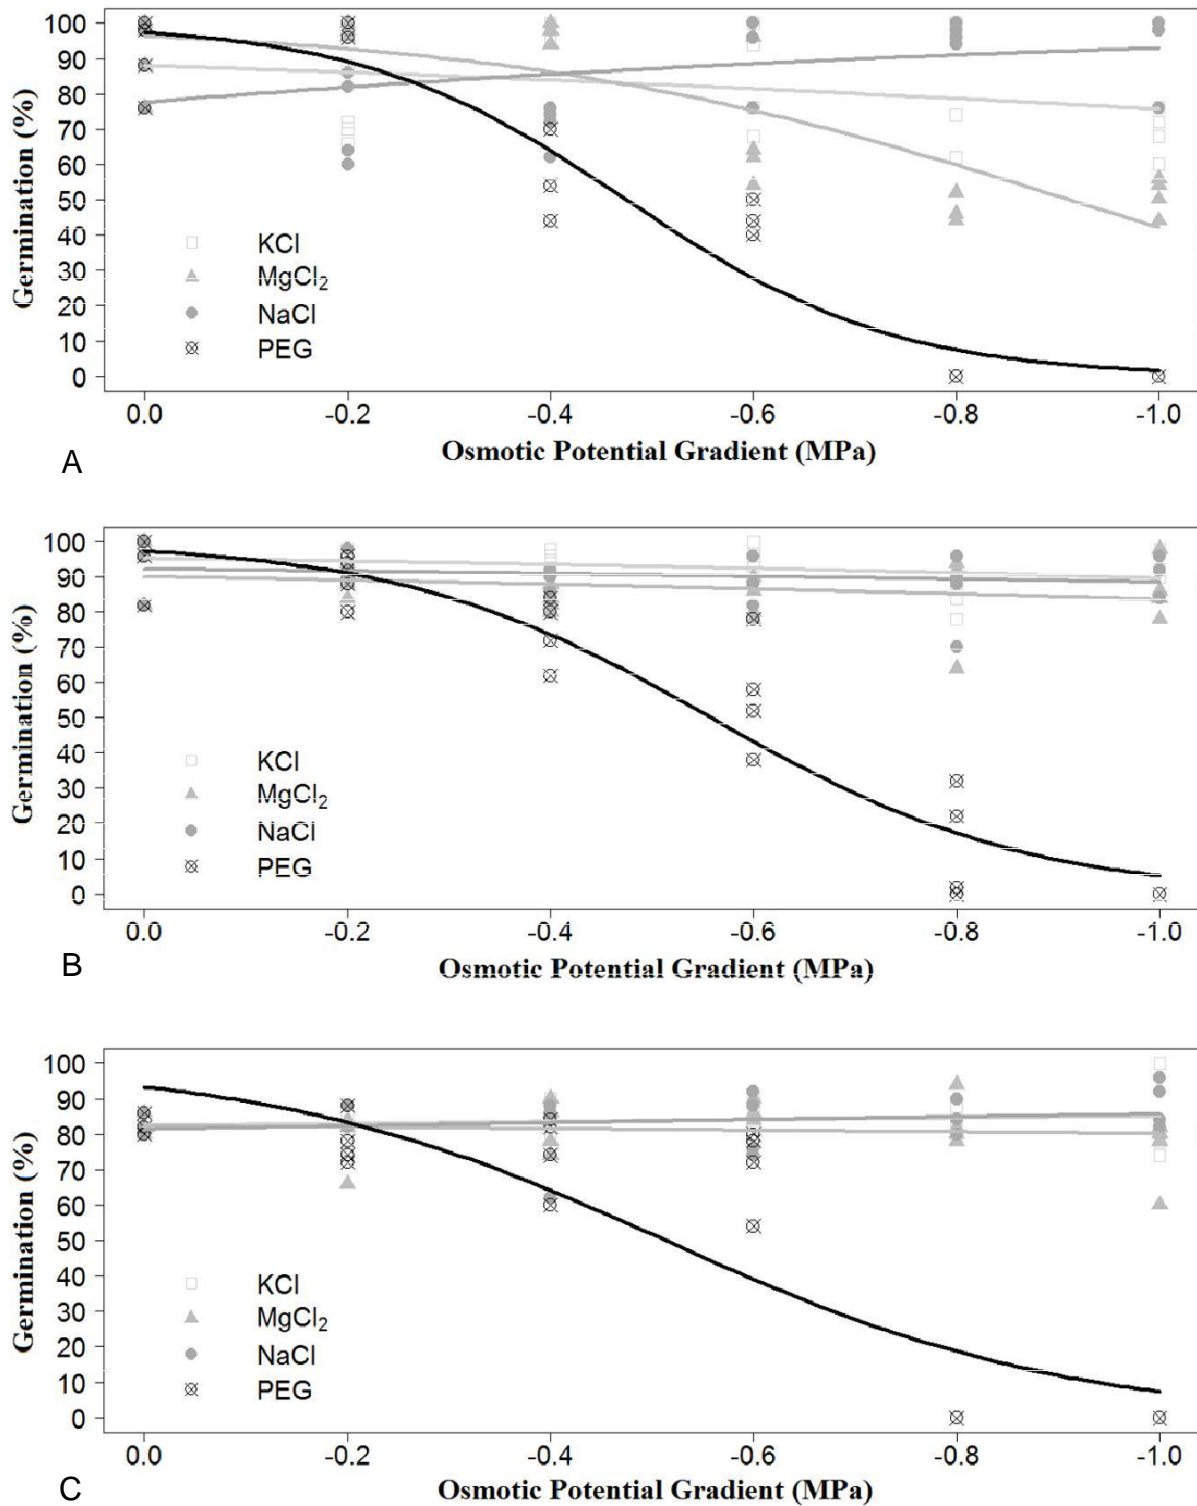 100
90
80
70
60
50
40
30
20
10
0
Germination (%)
KCl
MgCl₂
NaCl
PEG
0.0 -0.2 -0.4 -0.6 -0.8 -1.0
Osmotic Potential Gradient (MPa)
A
100
90
80
70
60
50
40
30
20
10
0
Germination (%)
KCl
MgCl₂
NaCl
PEG
0.0 -0.2 -0.4 -0.6 -0.8 -1.0
Osmotic Potential Gradient (MPa)
B
100
90
80
70
60
50
40
30
20
10
0
Germination (%)
KCl
MgCl₂
NaCl
PEG
0.0 -0.2 -0.4 -0.6 -0.8 -1.0
Osmotic Potential Gradient (MPa)
C